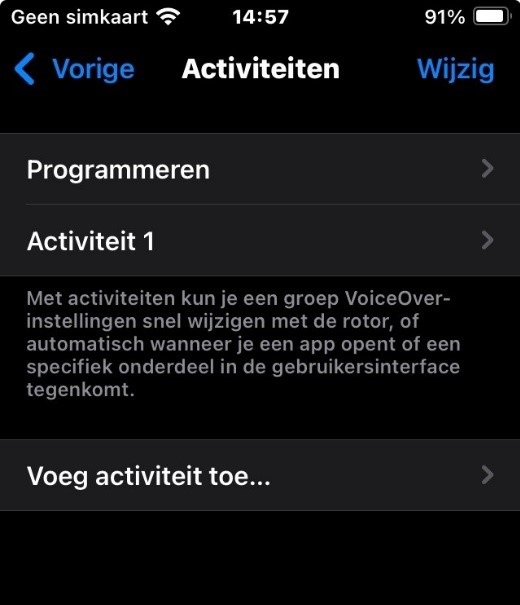 Geen simkaart 14:57 91%
Vorige Activiteiten Wijzig
Programmeren
Activiteit 1
Met activiteiten kun je een groep VoiceOver-
instellingen snel wijzigen met de rotor, of
automatisch wanneer je een app opent of een
specifiek onderdeel in de gebruikersinterface
tegenkomt.
Voeg activiteit toe...